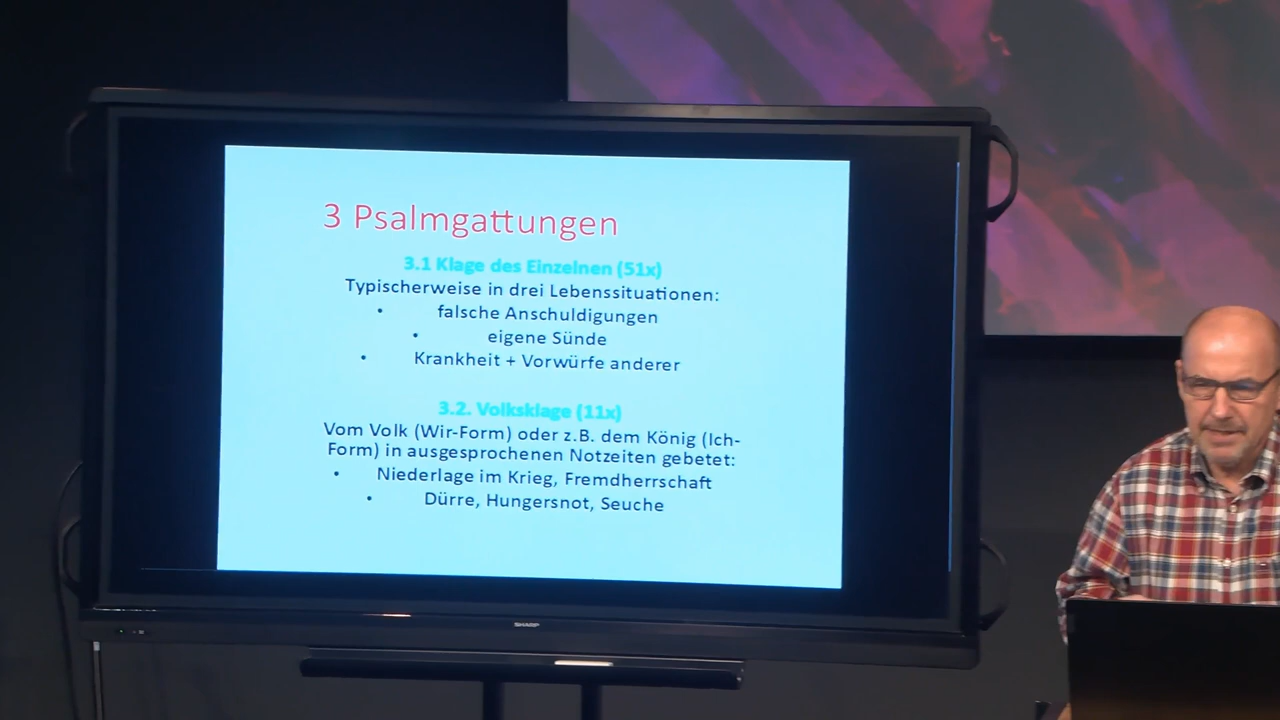 3 Psalmgattungen
3.1 Klage des Einzelnen (51x)
Typischerweise in drei Lebenssituationen:
• falsche Anschuldigungen
• eigene Sünde
• Krankheit + Vorwürfe anderer
3.2. Volksklage (11x)
Vom Volk (Wir-Form) oder z.B. dem König (Ich-
Form) in ausgesprochenen Notzeiten gebetet:
• Niederlage im Krieg, Fremdherrschaft
• Dürre, Hungersnot, Seuche
SHARP